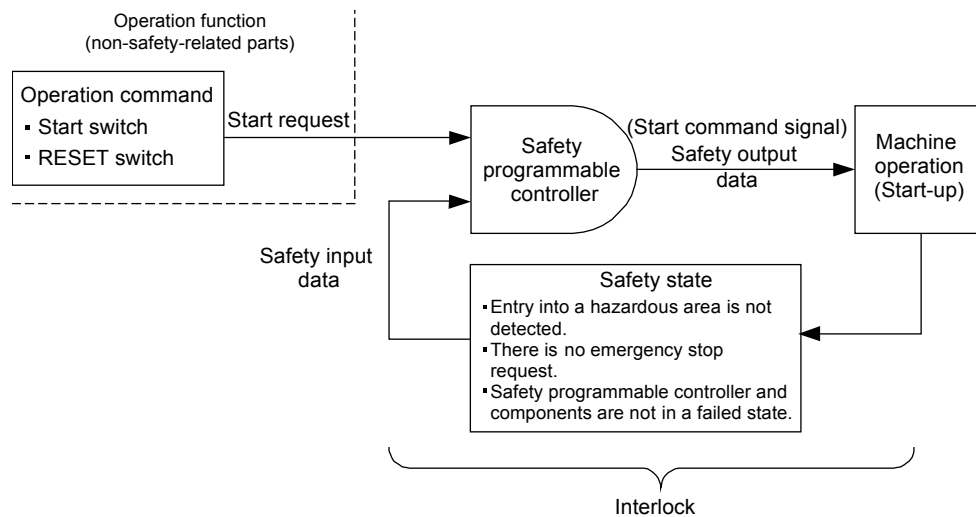 Operation function
(non-safety-related parts)
Operation command
▪ Start switch
▪ RESET switch
Start request
Safety
programmable
controller
(Start command signal)
Safety output
data
Machine
operation
(Start-up)
Safety input
data
Safety state
▪ Entry into a hazardous area is not
detected.
▪ There is no emergency stop
request.
▪ Safety programmable controller and
components are not in a failed state.
Interlock